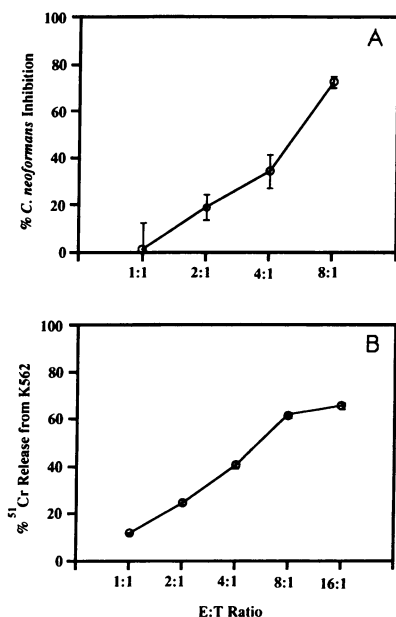 A
% C. neoformans Inhibition
100
80
60
40
20
0
1:1 2:1 4:1 8:1
B
% 51Cr Release from K562
100
80
60
40
20
0
1:1 2:1 4:1 8:1 16:1
E:T Ratio